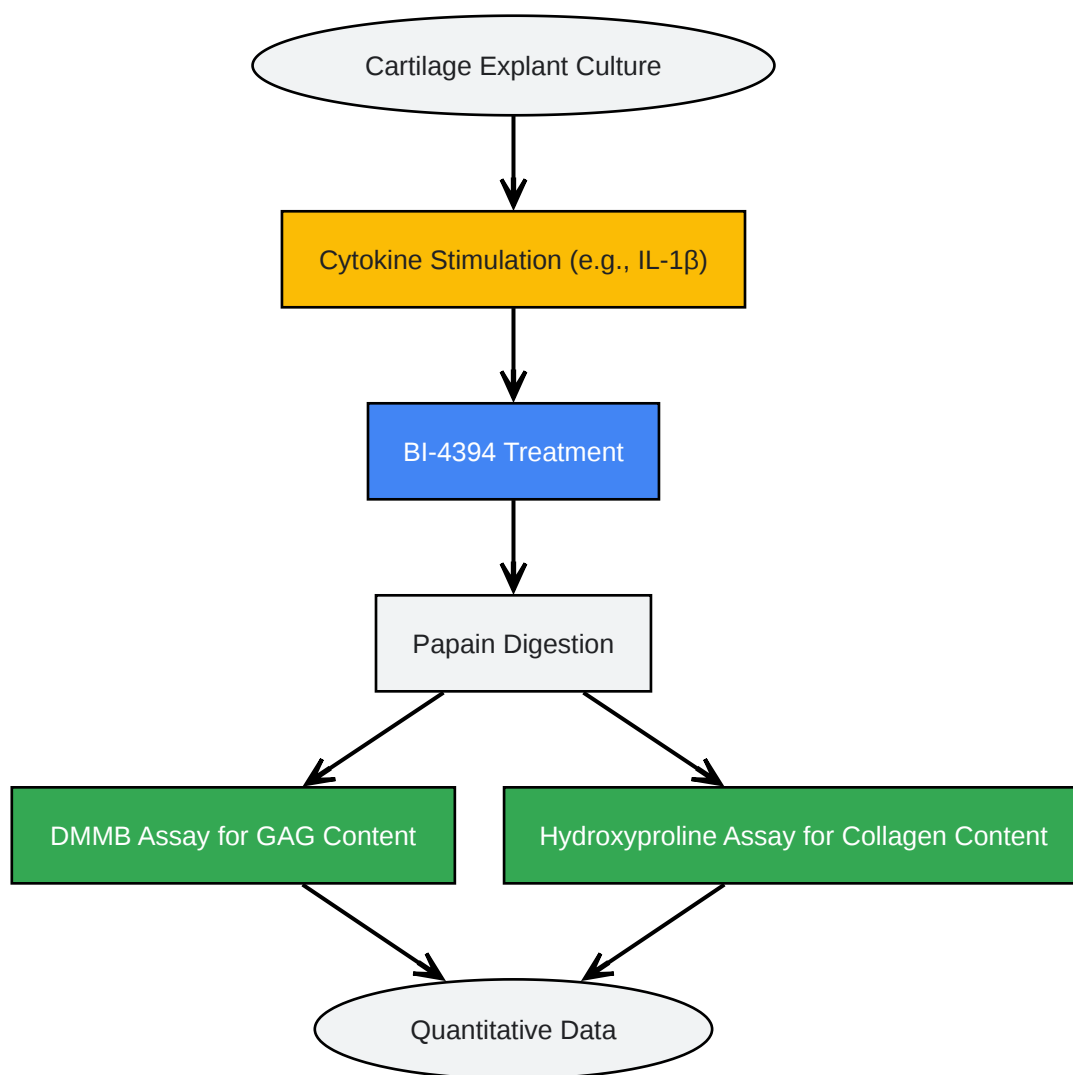 Cartilage Explant Culture
Cytokine Stimulation (e.g., IL-1β)
BI-4394 Treatment
Papain Digestion
DMMB Assay for GAG Content
Hydroxyproline Assay for Collagen Content
Quantitative Data